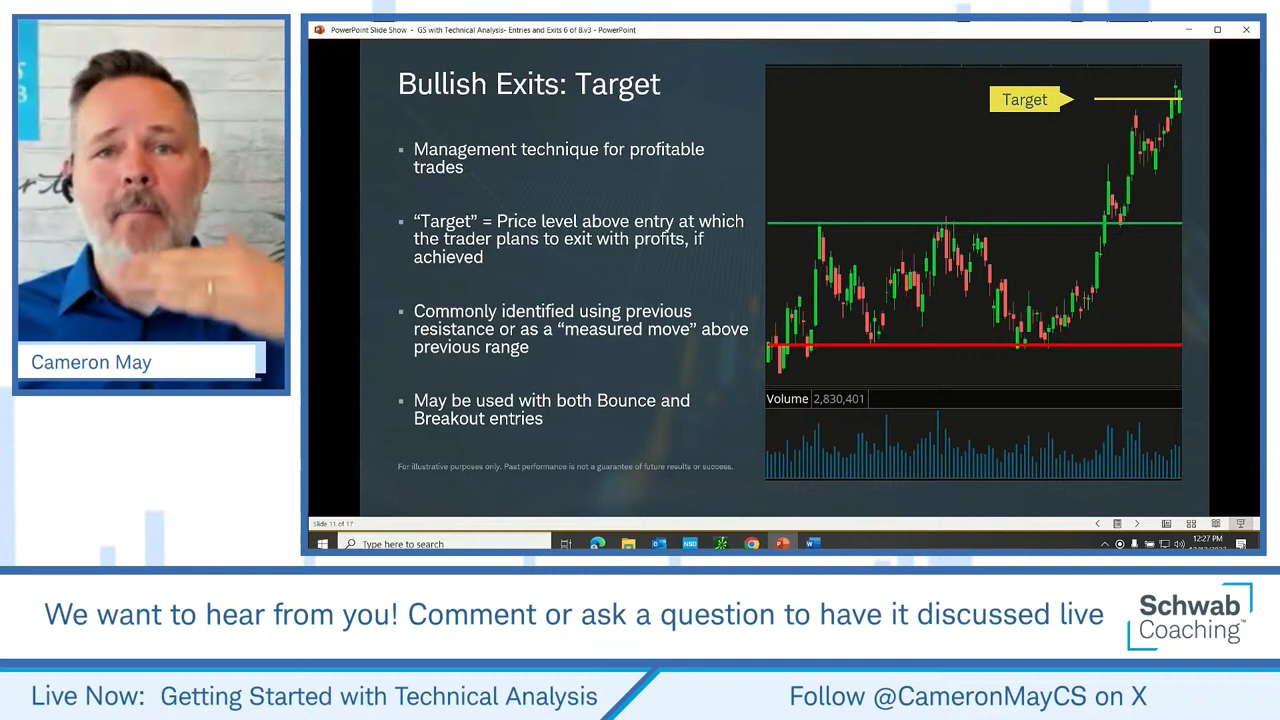 PowerPoint Slide Show - GS with Technical Analysis- Entries and Exits 6 of 8.v3 - PowerPoint
Bullish Exits: Target
Management technique for profitable
trades
“Target” = Price level above entry at which
the trader plans to exit with profits, if
achieved
Commonly identified using previous
resistance or as a “measured move” above
previous range
May be used with both Bounce and
Breakout entries
For illustrative purposes only. Past performance is not a guarantee of future results or success.
Target
Volume 2,830,401
Cameron May
Slide 11 of 17
Type here to search
NSD
12:27 PM
We want to hear from you! Comment or ask a question to have it discussed live
Schwab
Coaching™
Live Now: Getting Started with Technical Analysis
Follow @CameronMayCS on X